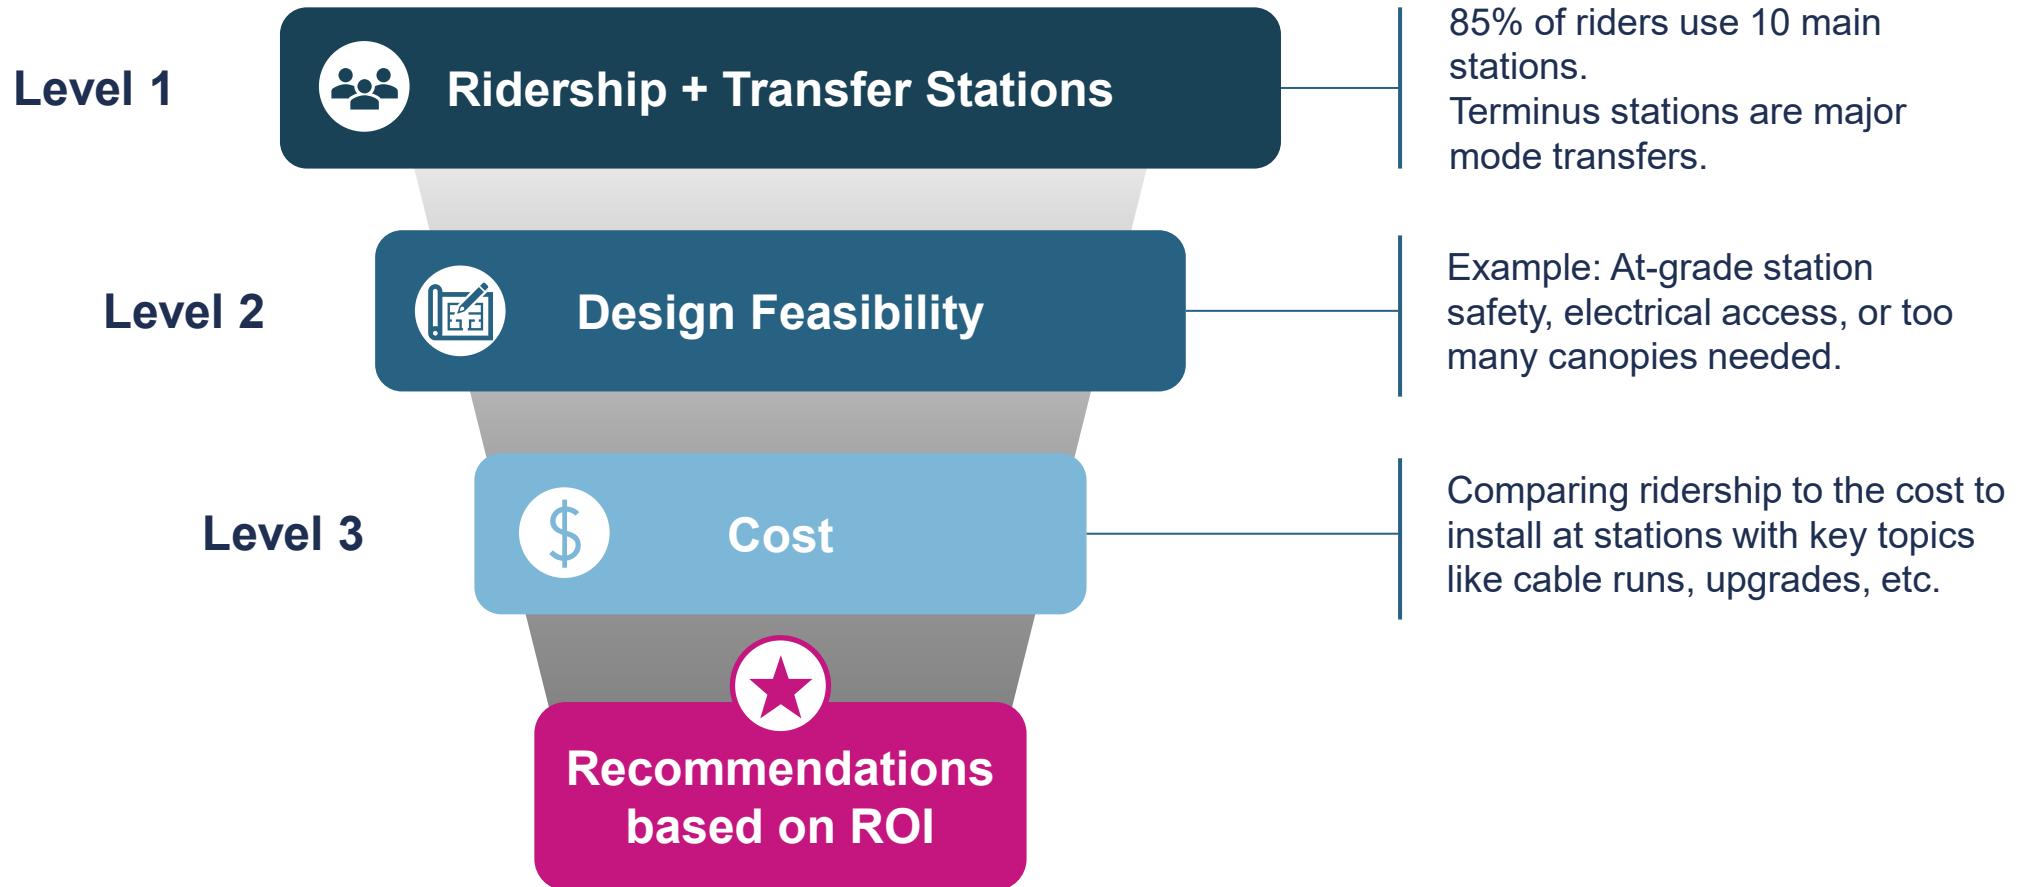 Level 1
Ridership + Transfer Stations
85% of riders use 10 main
stations.
Terminus stations are major
mode transfers.
Level 2
Design Feasibility
Example: At-grade station
safety, electrical access, or too
many canopies needed.
Level 3
$
Cost
Comparing ridership to the cost to
install at stations with key topics
like cable runs, upgrades, etc.
Recommendations
based on ROI